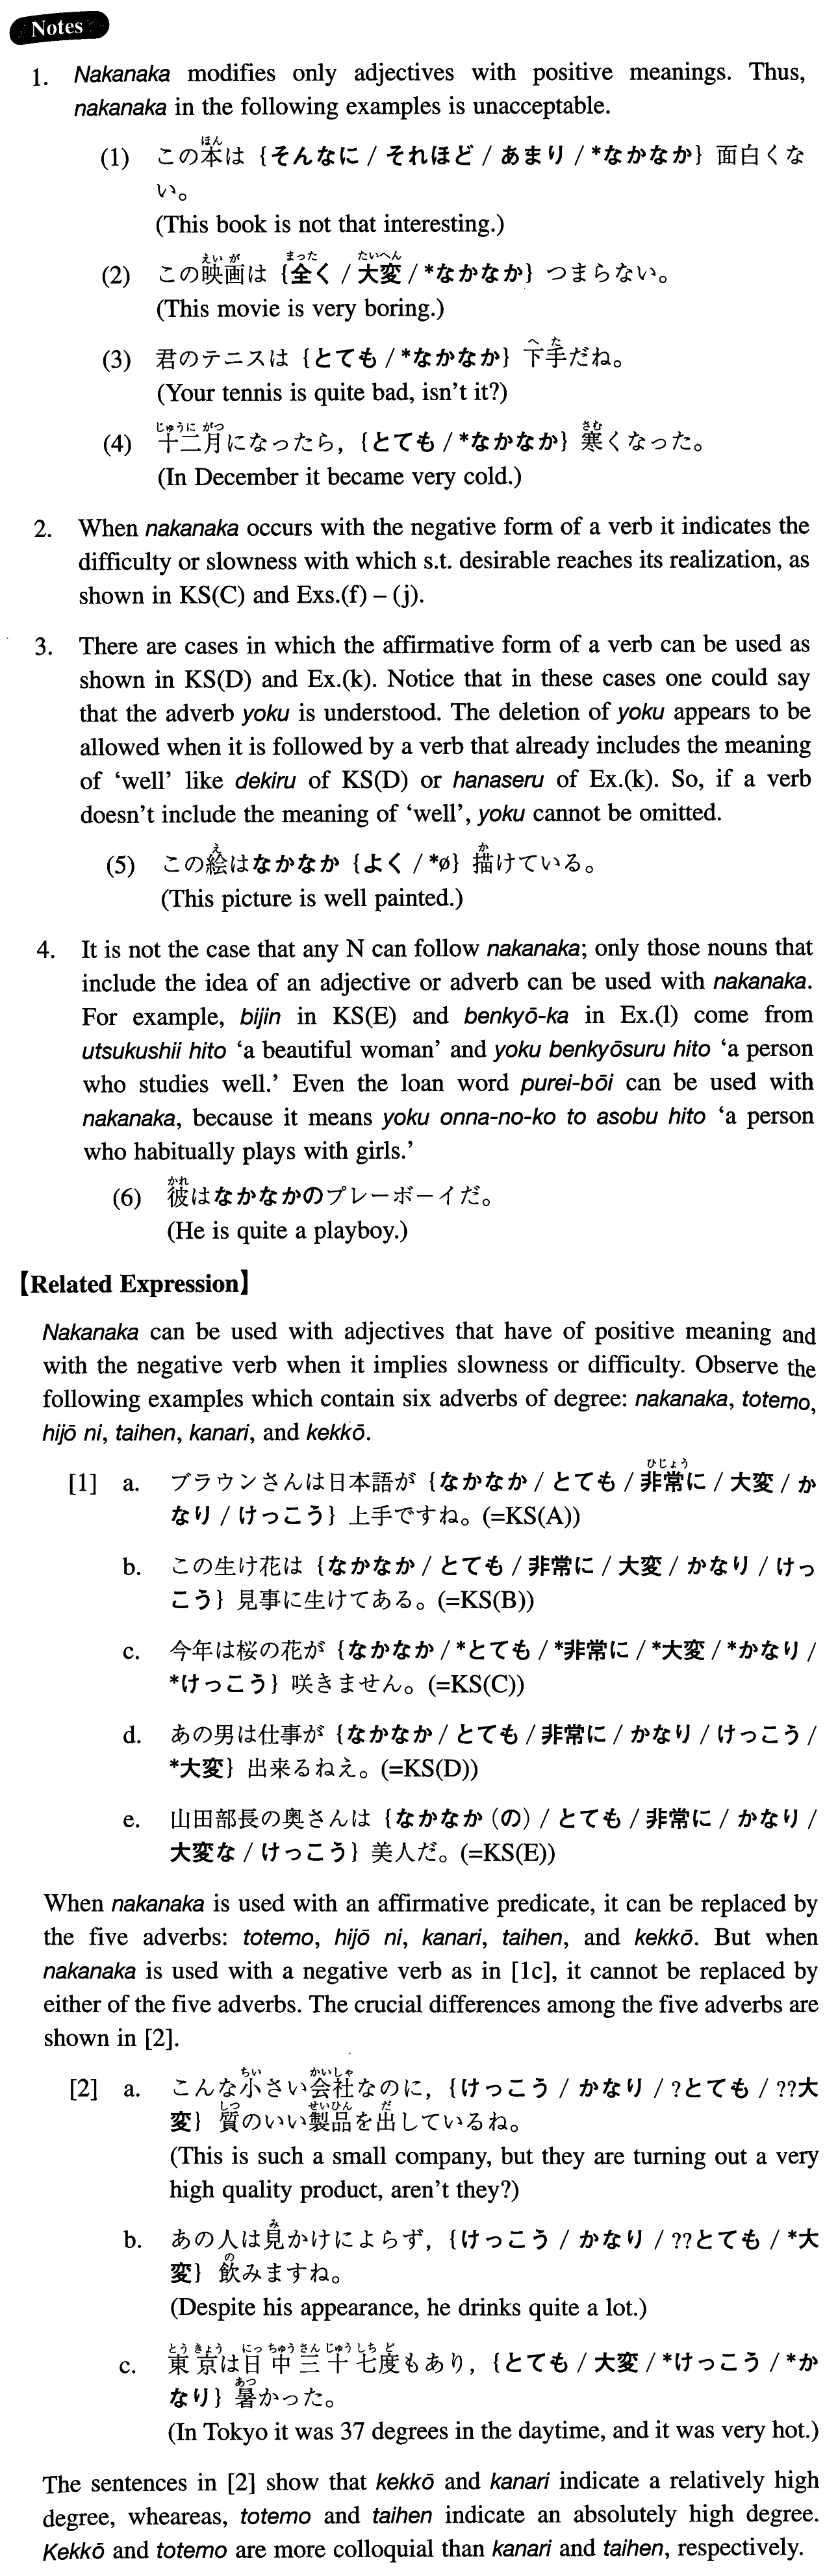 Notes
1. Nakanaka modifies only adjectives with positive meanings. Thus,
nakanaka in the following examples is unacceptable.
(1) この本は｛そんなに / それほど / あまり / *なかなか｝面白くな
い。
(This book is not that interesting.)
(2) この映画は｛全く / 大変 / *なかなか｝つまらない。
(This movie is very boring.)
(3) 君のテニスは｛とても / *なかなか｝下手だね。
(Your tennis is quite bad, isn't it?)
(4) 十二月になったら，｛とても / *なかなか｝寒くなった。
(In December it became very cold.)
2. When nakanaka occurs with the negative form of a verb it indicates the
difficulty or slowness with which s.t. desirable reaches its realization, as
shown in KS(C) and Exs.(f) – (j).
3. There are cases in which the affirmative form of a verb can be used as
shown in KS(D) and Ex.(k). Notice that in these cases one could say
that the adverb yoku is understood. The deletion of yoku appears to be
allowed when it is followed by a verb that already includes the meaning
of ‘well’ like dekiru of KS(D) or hanaseru of Ex.(k). So, if a verb
doesn't include the meaning of ‘well’, yoku cannot be omitted.
(5) この絵はなかなか｛よく / *ø｝描けている。
(This picture is well painted.)
4. It is not the case that any N can follow nakanaka; only those nouns that
include the idea of an adjective or adverb can be used with nakanaka.
For example, bijin in KS(E) and benkyō-ka in Ex.(l) come from
utsukushii hito ‘a beautiful woman’ and yoku benkyōsuru hito ‘a person
who studies well.’ Even the loan word purei-bōi can be used with
nakanaka, because it means yoku onna-no-ko to asobu hito ‘a person
who habitually plays with girls.’
(6) 彼はなかなかのプレーボーイだ。
(He is quite a playboy.)
【Related Expression】
Nakanaka can be used with adjectives that have of positive meaning and
with the negative verb when it implies slowness or difficulty. Observe the
following examples which contain six adverbs of degree: nakanaka, totemo,
hijō ni, taihen, kanari, and kekkō.
[1] a. ブラウンさんは日本語が｛なかなか / とても / 非常に / 大変 / か
なり / けっこう｝上手ですね。(=KS(A))
b. この生け花は｛なかなか / とても / 非常に / 大変 / かなり / けっ
こう｝見事に生けてある。(=KS(B))
c. 今年は桜の花が｛なかなか / *とても / *非常に / *大変 / *かなり /
*けっこう｝咲きません。(=KS(C))
d. あの男は仕事が｛なかなか / とても / 非常に / かなり / けっこう /
*大変｝出来るねえ。(=KS(D))
e. 山田部長の奥さんは｛なかなか（の）/ とても / 非常に / かなり /
大変な / けっこう｝美人だ。(=KS(E))
When nakanaka is used with an affirmative predicate, it can be replaced by
the five adverbs: totemo, hijō ni, kanari, taihen, and kekkō. But when
nakanaka is used with a negative verb as in [1c], it cannot be replaced by
either of the five adverbs. The crucial differences among the five adverbs are
shown in [2].
[2] a. こんな小さい会社なのに，｛けっこう / かなり / ?とても / ??大
変｝質のいい製品を出しているね。
(This is such a small company, but they are turning out a very
high quality product, aren't they?)
b. あの人は見かけによらず，｛けっこう / かなり / ??とても / *大
変｝飲みますね。
(Despite his appearance, he drinks quite a lot.)
c. 東京は日中三十七度もあり，｛とても / 大変 / *けっこう / *か
なり｝暑かった。
(In Tokyo it was 37 degrees in the daytime, and it was very hot.)
The sentences in [2] show that kekkō and kanari indicate a relatively high
degree, wheareas, totemo and taihen indicate an absolutely high degree.
Kekkō and totemo are more colloquial than kanari and taihen, respectively.